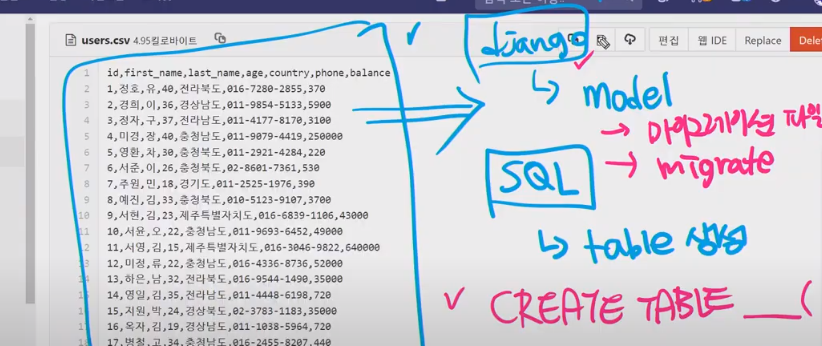 users.csv 4.95킬로바이트
편집
웹 IDE
Replace
Delete
1 id,first_name,last_name,age,country,phone,balance
2 1,정호,유,40,전라북도,016-7280-2855,370
3 2,경희,이,36,경상남도,011-9854-5133,5900
4 3,정자,구,37,전라남도,011-4177-8170,3100
5 4,미경,장,40,충청남도,011-9079-4419,250000
6 5,영환,차,30,충청북도,011-2921-4284,220
7 6,서준,이,26,충청북도,02-8601-7361,530
8 7,주원,민,18,경기도,011-2525-1976,390
9 8,예진,김,33,충청북도,010-5123-9107,3700
10 9,서현,김,23,제주특별자치도,016-6839-1106,43000
11 10,서윤,오,22,충청남도,011-9693-6452,49000
12 11,서영,김,15,제주특별자치도,016-3046-9822,640000
13 12,미정,류,22,충청남도,016-4336-8736,52000
14 13,하은,남,32,전라북도,016-9544-1490,35000
15 14,영일,김,35,전라남도,011-4448-6198,720
16 15,지원,박,24,경상북도,02-3783-1183,35000
17 16,옥자,김,19,경상남도,011-1038-5964,720
17,병철,고,34,충청남도,016-2455-8207,440
django
↳ model
→ 마이그레이션 파일
→ migrate
SQL
↳ table 생성
✓ CREATE TABLE ___(